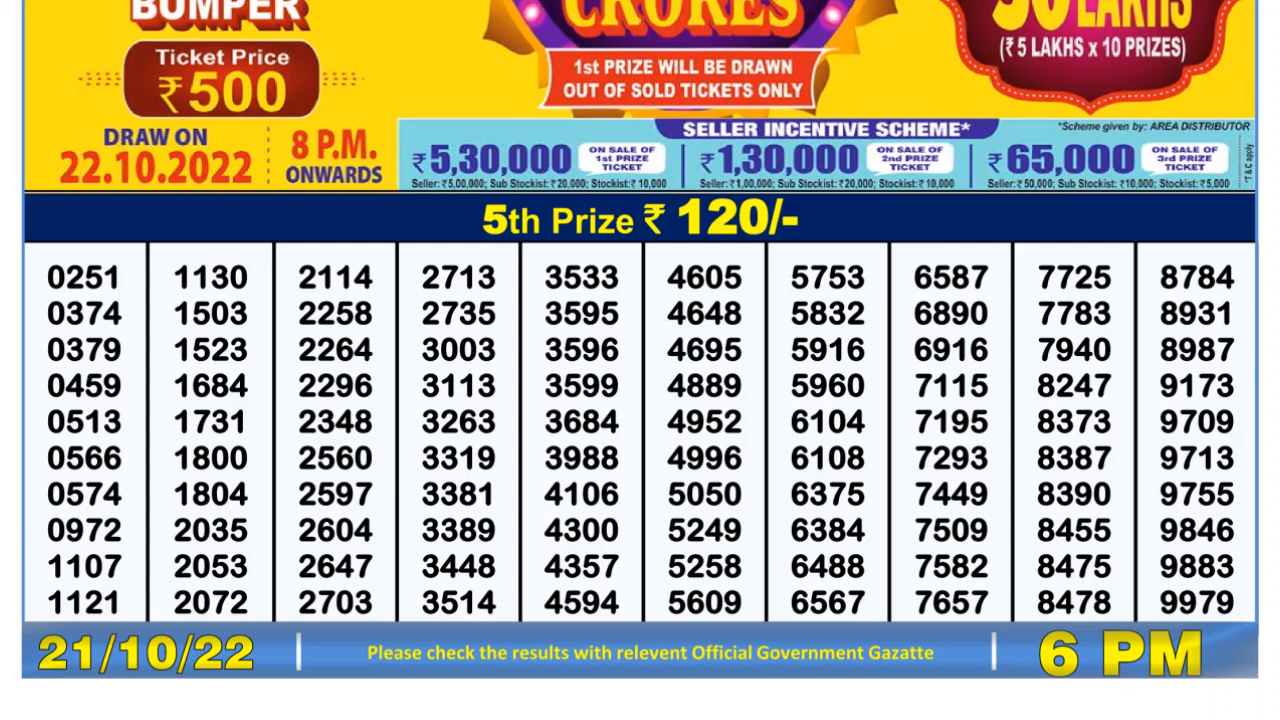 BUMPER
Ticket Price
₹500
DRAW ON
22.10.2022
8 P.M.
ONWARDS
CRORES
1st PRIZE WILL BE DRAWN
OUT OF SOLD TICKETS ONLY
50 LAKHS
(₹ 5 LAKHS x 10 PRIZES)
SELLER INCENTIVE SCHEME*
*Scheme given by: AREA DISTRIBUTOR
₹5,30,000 ON SALE OF 1st PRIZE TICKET
Seller: ₹5,00,000; Sub Stockist: ₹20,000; Stockist:₹ 10,000
₹1,30,000 ON SALE OF 2nd PRIZE TICKET
Seller: ₹1,00,000; Sub Stockist: ₹20,000; Stockist:₹ 10,000
₹65,000 ON SALE OF 3rd PRIZE TICKET
Seller: ₹50,000; Sub Stockist: ₹10,000; Stockist: ₹5,000
*T & C apply
5th Prize ₹ 120/-
0251 1130 2114 2713 3533 4605 5753 6587 7725 8784
0374 1503 2258 2735 3595 4648 5832 6890 7783 8931
0379 1523 2264 3003 3596 4695 5916 6916 7940 8987
0459 1684 2296 3113 3599 4889 5960 7115 8247 9173
0513 1731 2348 3263 3684 4952 6104 7195 8373 9709
0566 1800 2560 3319 3988 4996 6108 7293 8387 9713
0574 1804 2597 3381 4106 5050 6375 7449 8390 9755
0972 2035 2604 3389 4300 5249 6384 7509 8455 9846
1107 2053 2647 3448 4357 5258 6488 7582 8475 9883
1121 2072 2703 3514 4594 5609 6567 7657 8478 9979
21/10/22 Please check the results with relevent Official Government Gazatte 6 PM